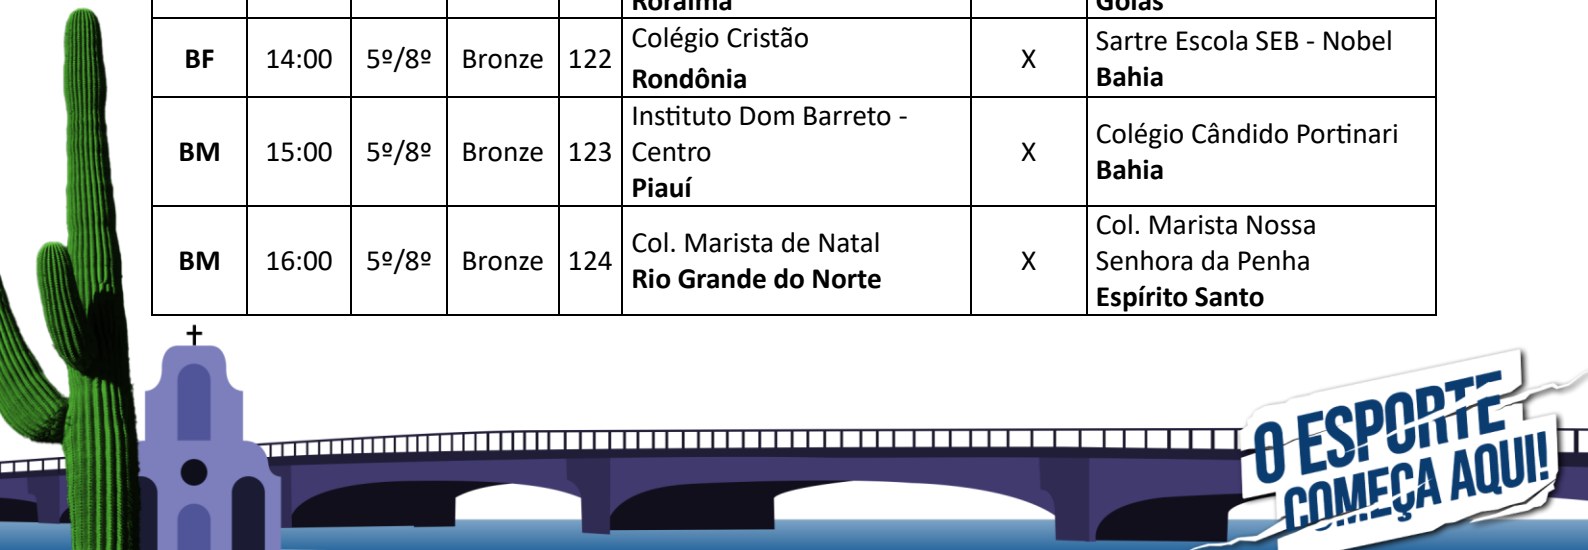 Roraima
Goiás
BF 14:00 5º/8º Bronze 122 Colégio Cristão X Sartre Escola SEB - Nobel
Rondônia Bahia
BM 15:00 5º/8º Bronze 123 Instituto Dom Barreto -
Centro
Piauí
X Colégio Cândido Portinari
Bahia
BM 16:00 5º/8º Bronze 124 Col. Marista de Natal
Rio Grande do Norte
X Col. Marista Nossa
Senhora da Penha
Espírito Santo
O ESPORTE
COMEÇA AQUI!